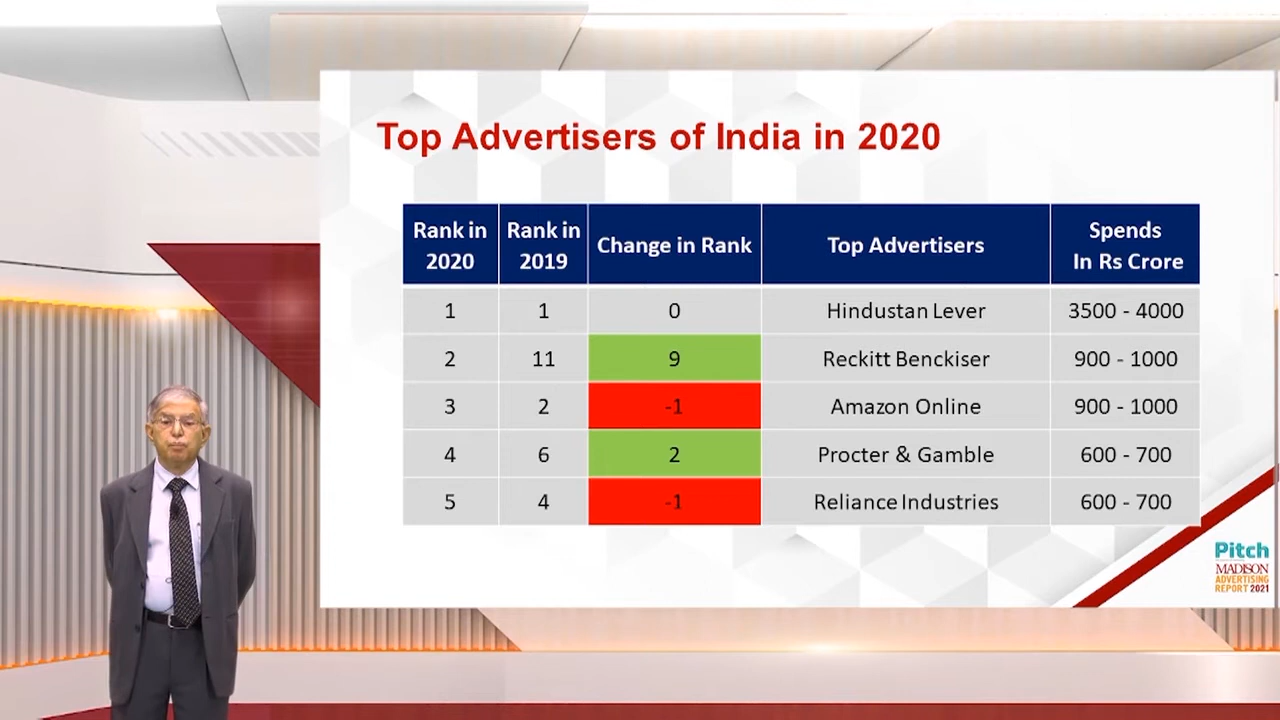 Top Advertisers of India in 2020
Rank in 2020 Rank in 2019 Change in Rank Top Advertisers Spends In Rs Crore
1 1 0 Hindustan Lever 3500 - 4000
2 11 9 Reckitt Benckiser 900 - 1000
3 2 -1 Amazon Online 900 - 1000
4 6 2 Procter & Gamble 600 - 700
5 4 -1 Reliance Industries 600 - 700
Pitch
MADISON
ADVERTISING
REPORT 2021